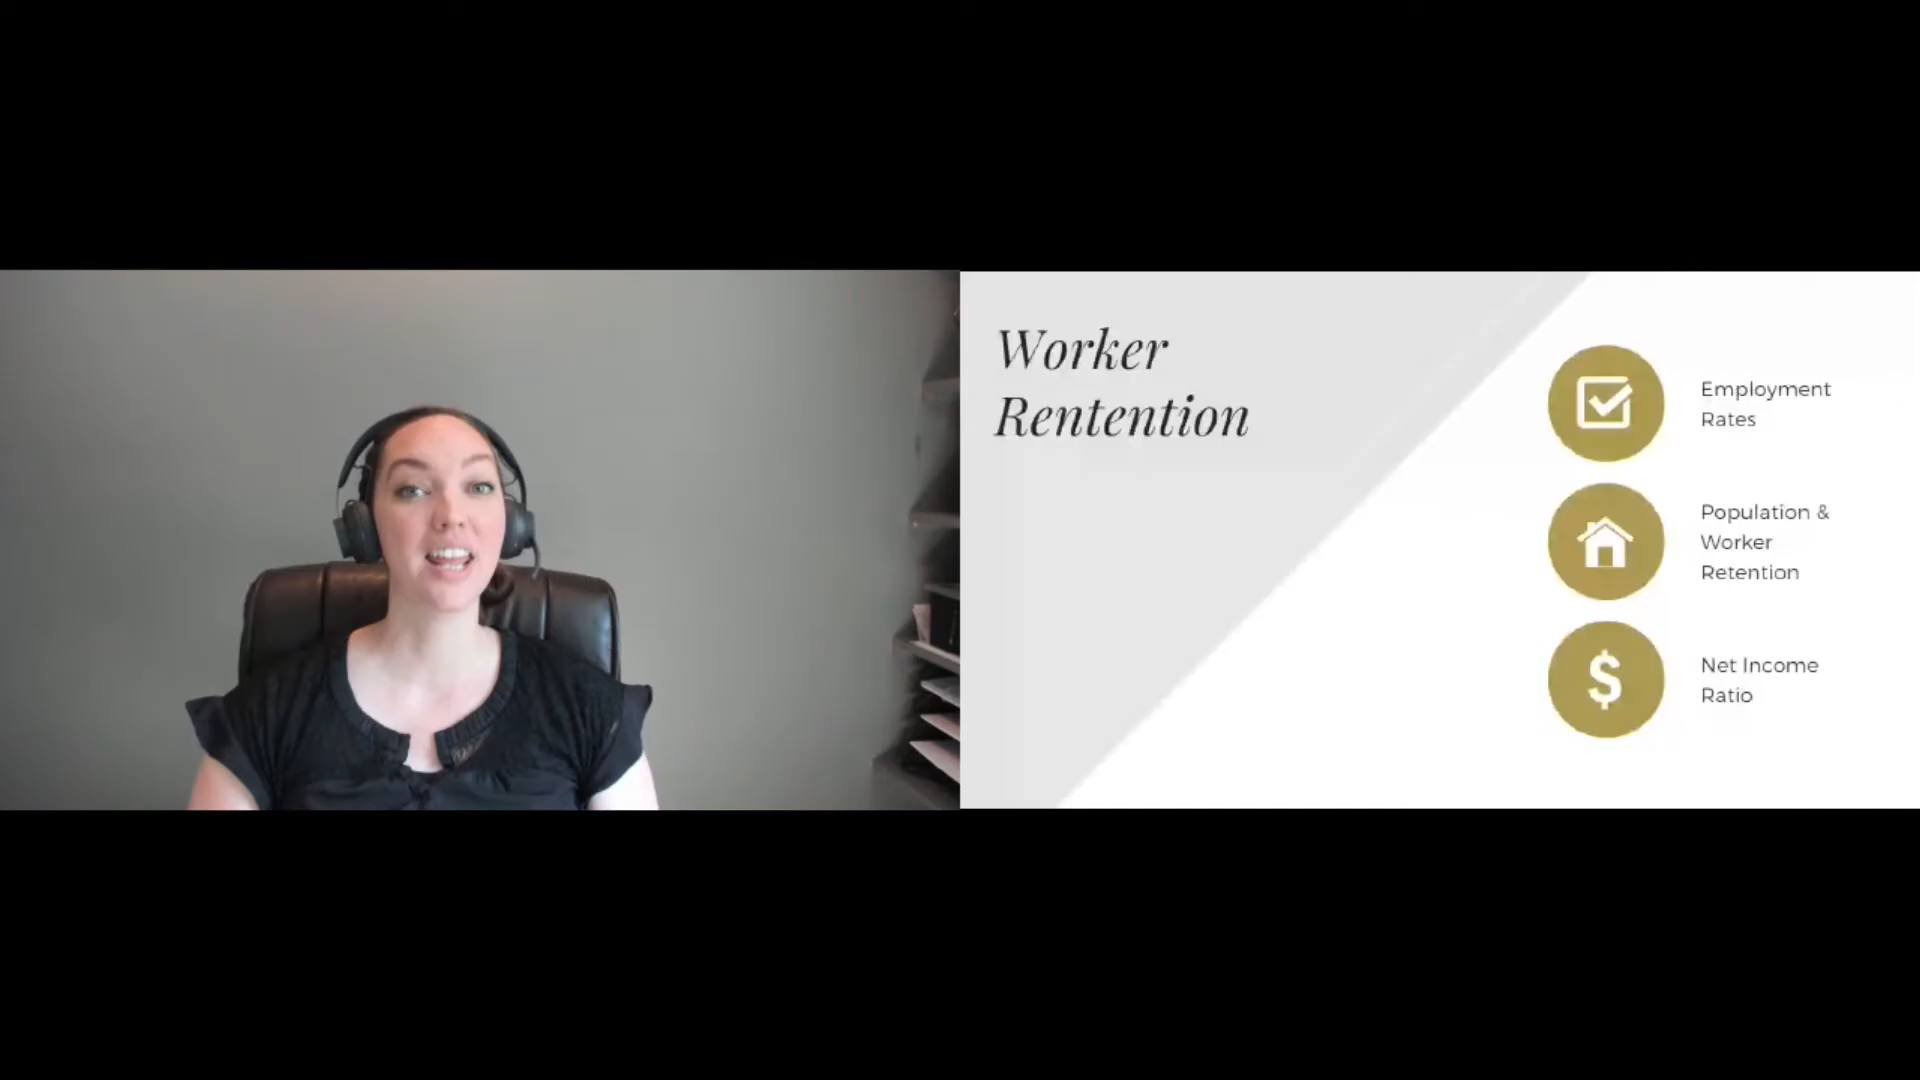 Worker
Rentention
Employment
Rates
Population &
Worker
Retention
Net Income
Ratio